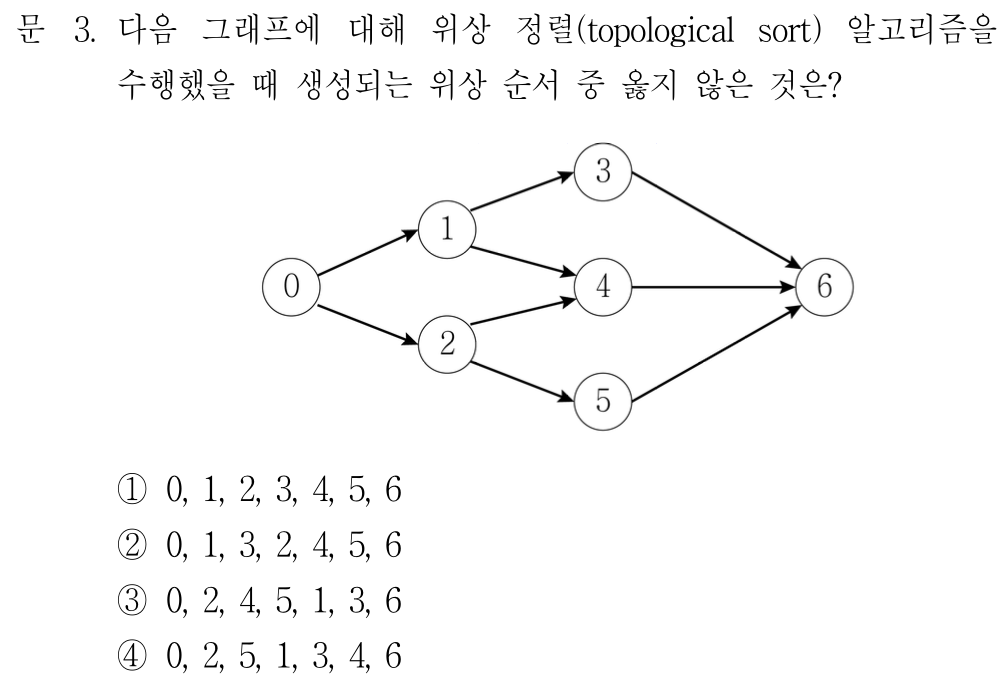 문 3. 다음 그래프에 대해 위상 정렬(topological sort) 알고리즘을
수행했을 때 생성되는 위상 순서 중 옳지 않은 것은?
3
1
0
4
6
2
5
① 0, 1, 2, 3, 4, 5, 6
② 0, 1, 3, 2, 4, 5, 6
③ 0, 2, 4, 5, 1, 3, 6
④ 0, 2, 5, 1, 3, 4, 6